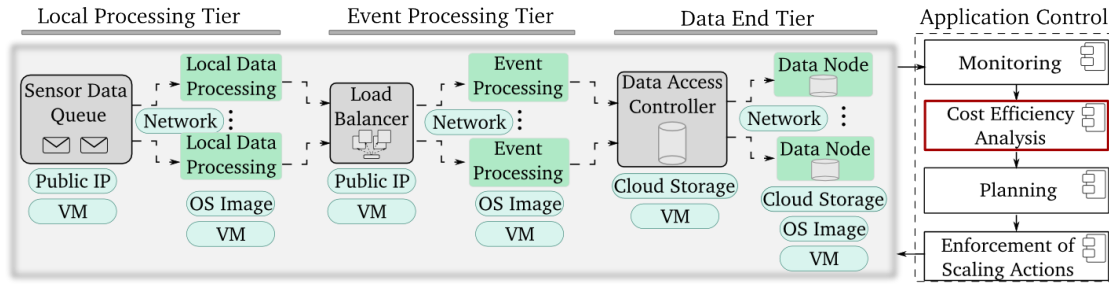 Local Processing Tier
Event Processing Tier
Data End Tier
Application Control
Sensor Data
Queue
Public IP
VM
Network
Local Data
Processing
Local Data
Processing
OS Image
VM
Load
Balancer
Public IP
VM
Network
Event
Processing
Event
Processing
OS Image
VM
Data Access
Controller
Cloud Storage
VM
Network
Data Node
Data Node
Cloud Storage
OS Image
VM
Monitoring
Cost Efficiency
Analysis
Planning
Enforcement of
Scaling Actions